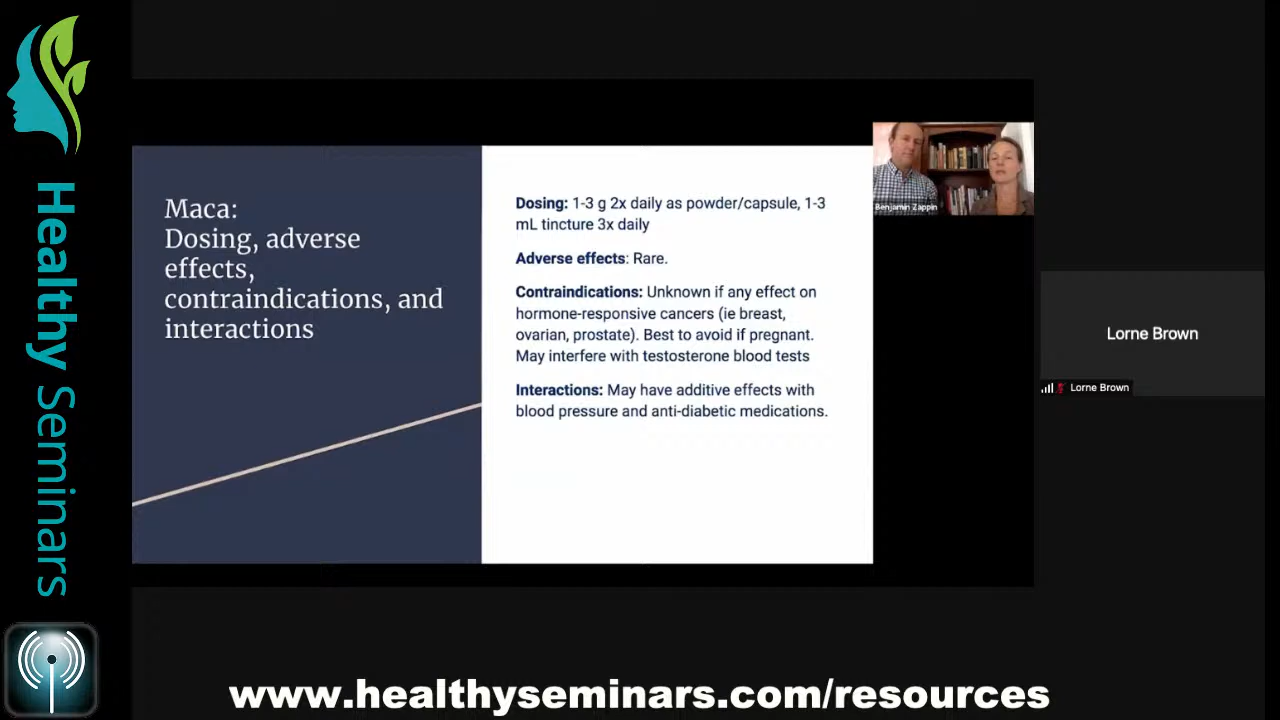 Healthy Seminars
Maca:
Dosing, adverse
effects,
contraindications, and
interactions
Dosing: 1-3 g 2x daily as powder/capsule, 1-3
mL tincture 3x daily
Adverse effects: Rare.
Contraindications: Unknown if any effect on
hormone-responsive cancers (ie breast,
ovarian, prostate). Best to avoid if pregnant.
May interfere with testosterone blood tests
Interactions: May have additive effects with
blood pressure and anti-diabetic medications.
Benjamin Zappin
Lorne Brown
Lorne Brown
www.healthyseminars.com/resources